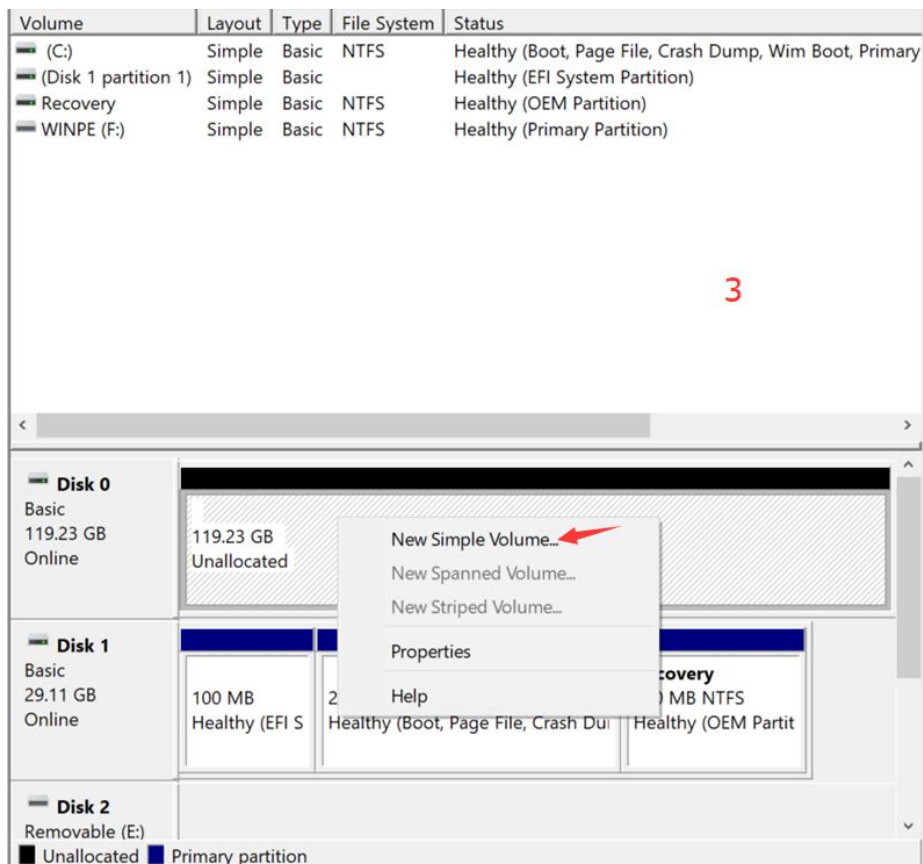 Volume Layout Type File System Status
(C:) Simple Basic NTFS Healthy (Boot, Page File, Crash Dump, Wim Boot, Primary
(Disk 1 partition 1) Simple Basic Healthy (EFI System Partition)
Recovery Simple Basic NTFS Healthy (OEM Partition)
WINPE (F:) Simple Basic NTFS Healthy (Primary Partition)
3
Disk 0
Basic
119.23 GB
Online
119.23 GB
Unallocated
New Simple Volume...
New Spanned Volume...
New Striped Volume...
Properties
Help
Disk 1
Basic
29.11 GB
Online
100 MB
Healthy (EFI S
2
Healthy (Boot, Page File, Crash Du
covery
MB NTFS
Healthy (OEM Partit
Disk 2
Removable (E:)
Unallocated Primary partition